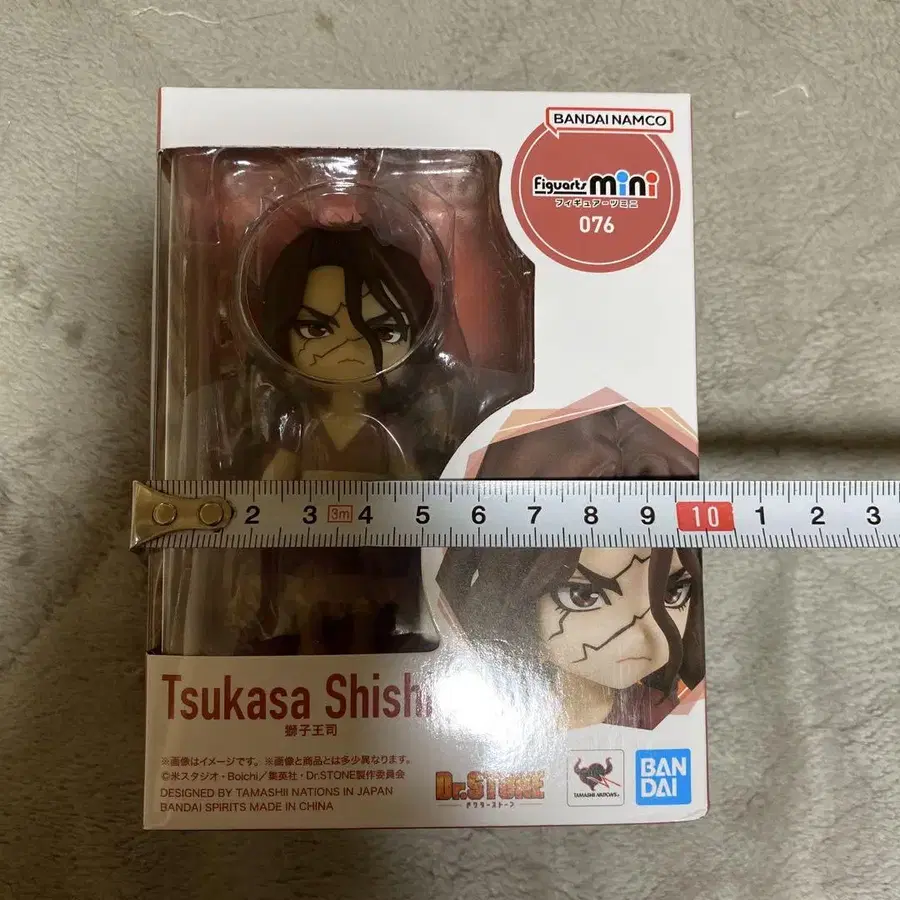 BANDAI NAMCO
Figuarts mini
フィギュアーツミニ
076
2 3 3m 4 5 6 7 8 9 10 1 2 3
Tsukasa Shishi
獅子王司
※画像はイメージです。※画像と商品とは多少異なります。
©米スタジオ・Boichi／集英社・Dr.STONE製作委員会
DESIGNED BY TAMASHII NATIONS IN JAPAN
BANDAI SPIRITS MADE IN CHINA
Dr.STONE
ドクターストーン
TAMASHII NATIONS
BAN
DAI